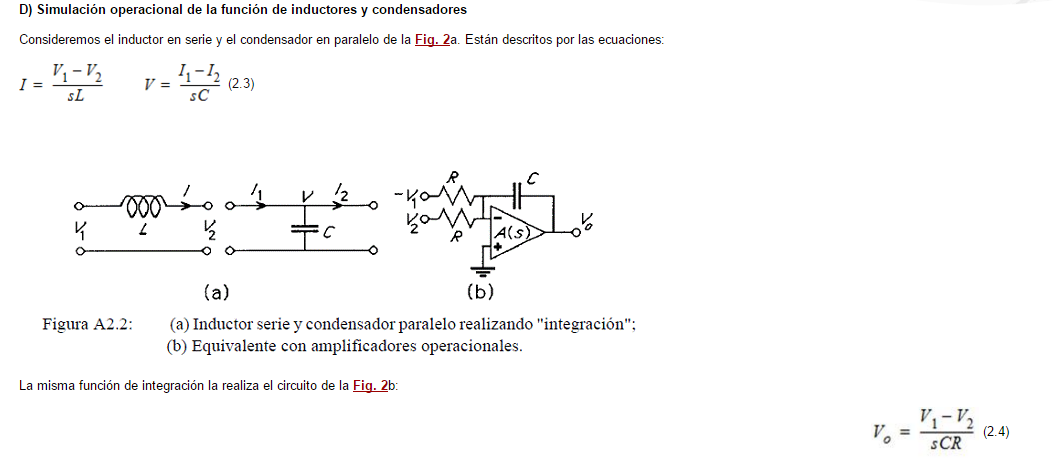 D) Simulación operacional de la función de inductores y condensadores
Consideremos el inductor en serie y el condensador en paralelo de la Fig. 2a. Están descritos por las ecuaciones:
I = (V₁ − V₂) / sL    V = (I₁ − I₂) / sC (2.3)
I I₁ V I₂ −V₁ R C
V₁ L V₂ C V₂ R A(s) − + V₀
(a) (b)
Figura A2.2: (a) Inductor serie y condensador paralelo realizando "integración";
(b) Equivalente con amplificadores operacionales.
La misma función de integración la realiza el circuito de la Fig. 2b:
Vₒ = (V₁ − V₂) / sCR (2.4)